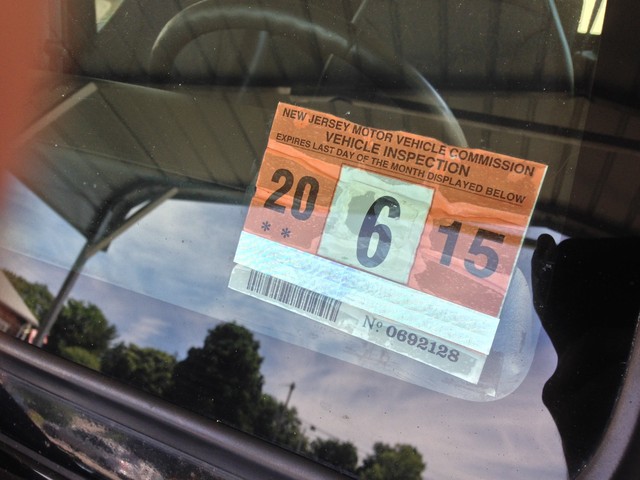 NEW JERSEY MOTOR VEHICLE COMMISSION
VEHICLE INSPECTION
EXPIRES LAST DAY OF THE MONTH DISPLAYED BELOW
20 6 15
**
Nº 0692128